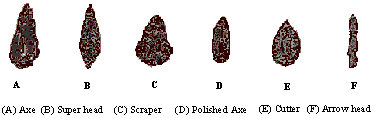 A B C D E F
(A) Axe (B) Super head (C) Scraper (D) Polished Axe (E) Cutter (F) Arrow head